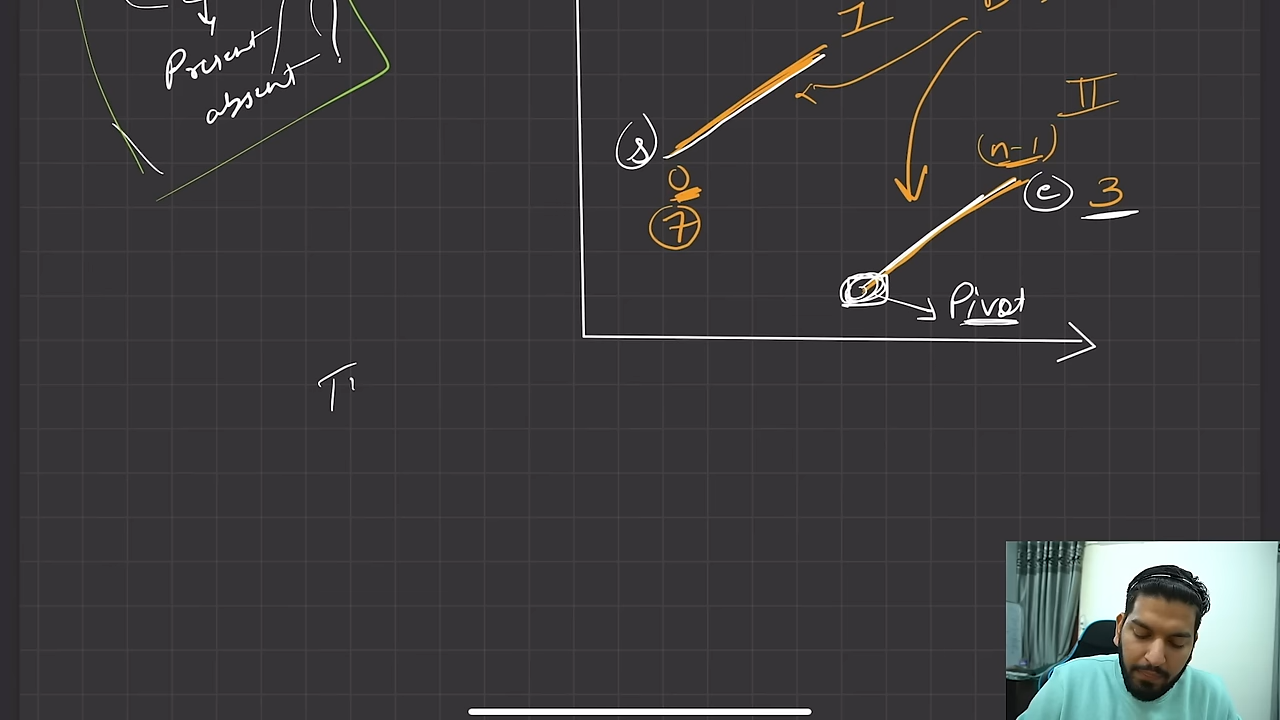 Present
absent ?
I
II
(s)
(n-1)
0
(e) 3
7
Pivot
T